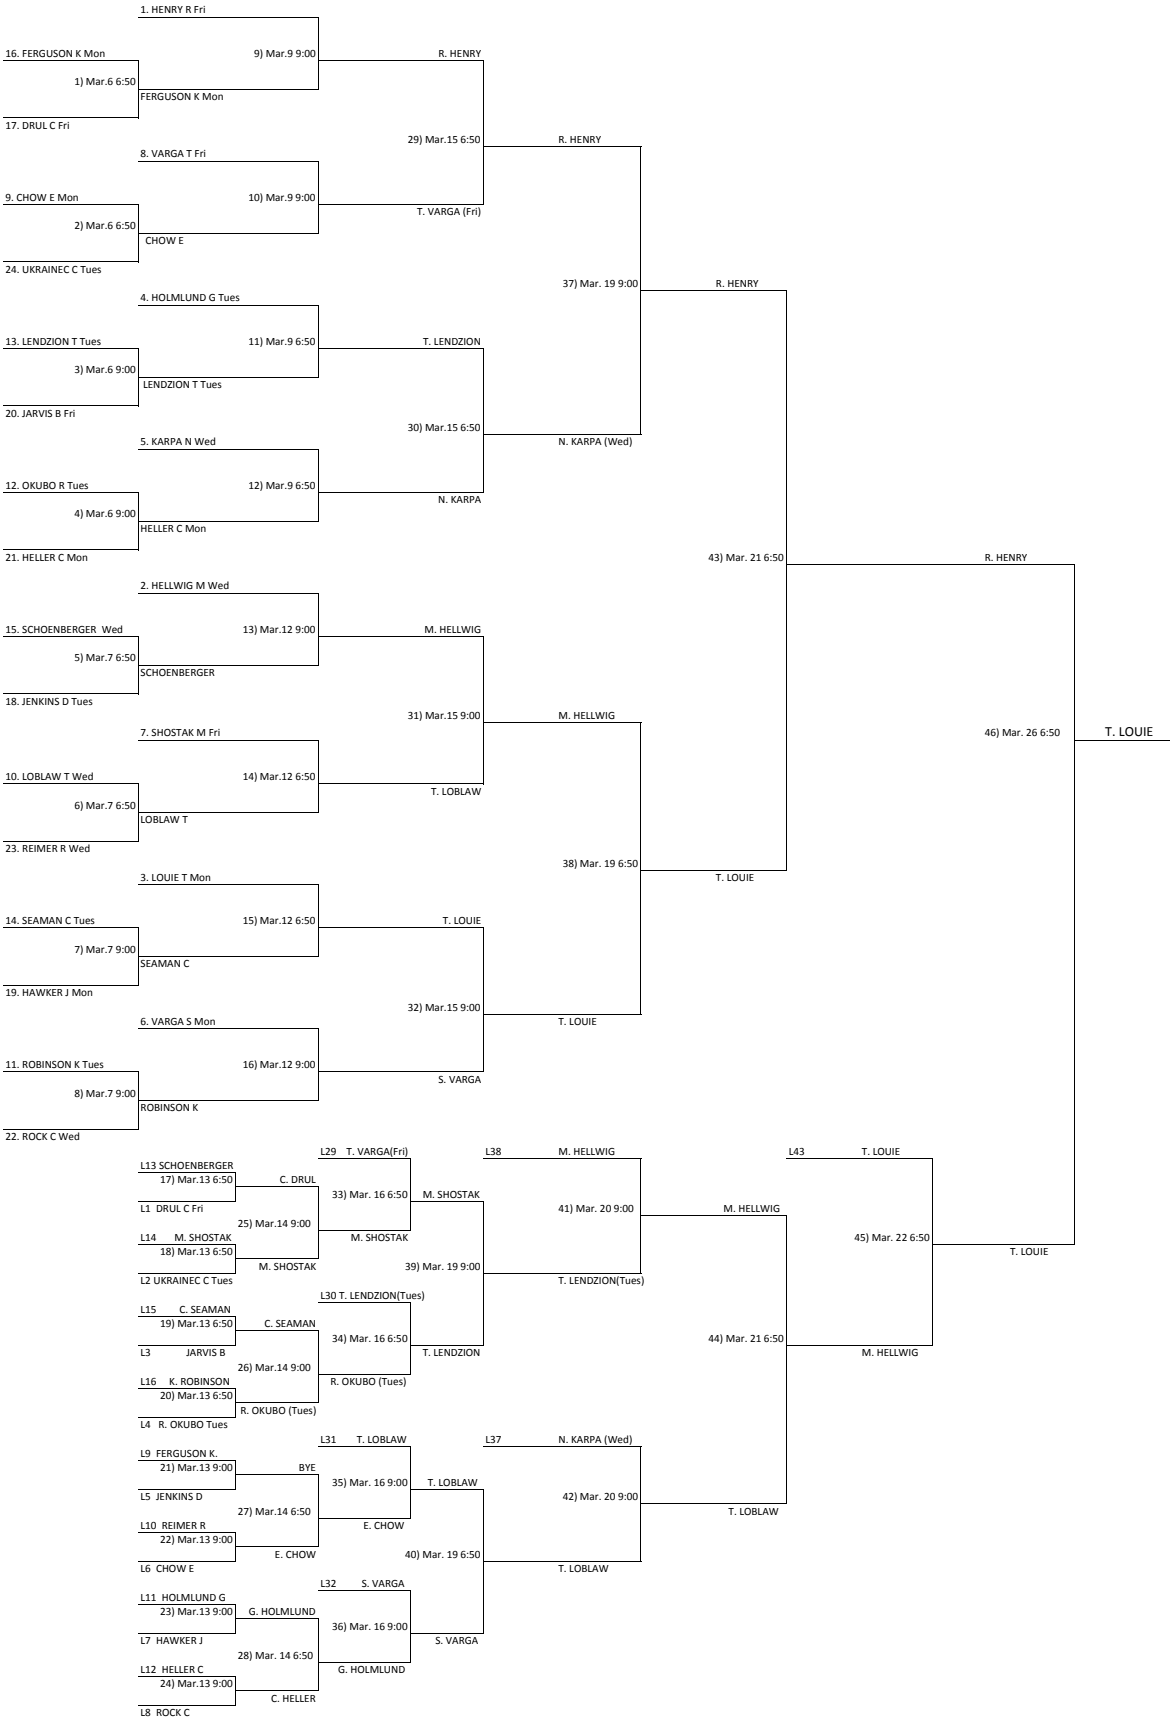 1. HENRY R Fri
16. FERGUSON K Mon
9) Mar.9 9:00
R. HENRY
1) Mar.6 6:50
FERGUSON K Mon
17. DRUL C Fri
29) Mar.15 6:50
R. HENRY
8. VARGA T Fri
9. CHOW E Mon
10) Mar.9 9:00
T. VARGA (Fri)
2) Mar.6 6:50
CHOW E
24. UKRAINEC C Tues
37) Mar. 19 9:00
R. HENRY
4. HOLMLUND G Tues
13. LENDZION T Tues
11) Mar.9 6:50
T. LENDZION
3) Mar.6 9:00
LENDZION T Tues
20. JARVIS B Fri
30) Mar.15 6:50
N. KARPA (Wed)
5. KARPA N Wed
12. OKUBO R Tues
12) Mar.9 6:50
N. KARPA
4) Mar.6 9:00
HELLER C Mon
21. HELLER C Mon
43) Mar. 21 6:50
R. HENRY
2. HELLWIG M Wed
15. SCHOENBERGER  Wed
13) Mar.12 9:00
M. HELLWIG
5) Mar.7 6:50
SCHOENBERGER
18. JENKINS D Tues
31) Mar.15 9:00
M. HELLWIG
7. SHOSTAK M Fri
46) Mar. 26 6:50
T. LOUIE
10. LOBLAW T Wed
14) Mar.12 6:50
T. LOBLAW
6) Mar.7 6:50
LOBLAW T
23. REIMER R Wed
38) Mar. 19 6:50
T. LOUIE
3. LOUIE T Mon
14. SEAMAN C Tues
15) Mar.12 6:50
T. LOUIE
7) Mar.7 9:00
SEAMAN C
19. HAWKER J Mon
32) Mar.15 9:00
T. LOUIE
6. VARGA S Mon
11. ROBINSON K Tues
16) Mar.12 9:00
S. VARGA
8) Mar.7 9:00
ROBINSON K
22. ROCK C Wed
L29 T. VARGA(Fri)
L38 M. HELLWIG
L43 T. LOUIE
L13 SCHOENBERGER
17) Mar.13 6:50
C. DRUL
33) Mar. 16 6:50
M. SHOSTAK
L1 DRUL C Fri
41) Mar. 20 9:00
M. HELLWIG
25) Mar.14 9:00
L14 M. SHOSTAK
M. SHOSTAK
45) Mar. 22 6:50
T. LOUIE
18) Mar.13 6:50
M. SHOSTAK
39) Mar. 19 9:00
L2 UKRAINEC C Tues
T. LENDZION(Tues)
L30 T. LENDZION(Tues)
L15 C. SEAMAN
19) Mar.13 6:50
C. SEAMAN
34) Mar. 16 6:50
44) Mar. 21 6:50
L3 JARVIS B
T. LENDZION
M. HELLWIG
26) Mar.14 9:00
L16 K. ROBINSON
R. OKUBO (Tues)
20) Mar.13 6:50
R. OKUBO (Tues)
L4 R. OKUBO Tues
L31 T. LOBLAW
L37 N. KARPA (Wed)
L9 FERGUSON K.
21) Mar.13 9:00
BYE
35) Mar. 16 9:00
T. LOBLAW
L5 JENKINS D
42) Mar. 20 9:00
T. LOBLAW
27) Mar.14 6:50
L10 REIMER R
E. CHOW
22) Mar.13 9:00
E. CHOW
40) Mar. 19 6:50
L6 CHOW E
T. LOBLAW
L32 S. VARGA
L11 HOLMLUND G
23) Mar.13 9:00
G. HOLMLUND
36) Mar. 16 9:00
L7 HAWKER J
S. VARGA
28) Mar. 14 6:50
L12 HELLER C
G. HOLMLUND
24) Mar.13 9:00
C. HELLER
L8 ROCK C